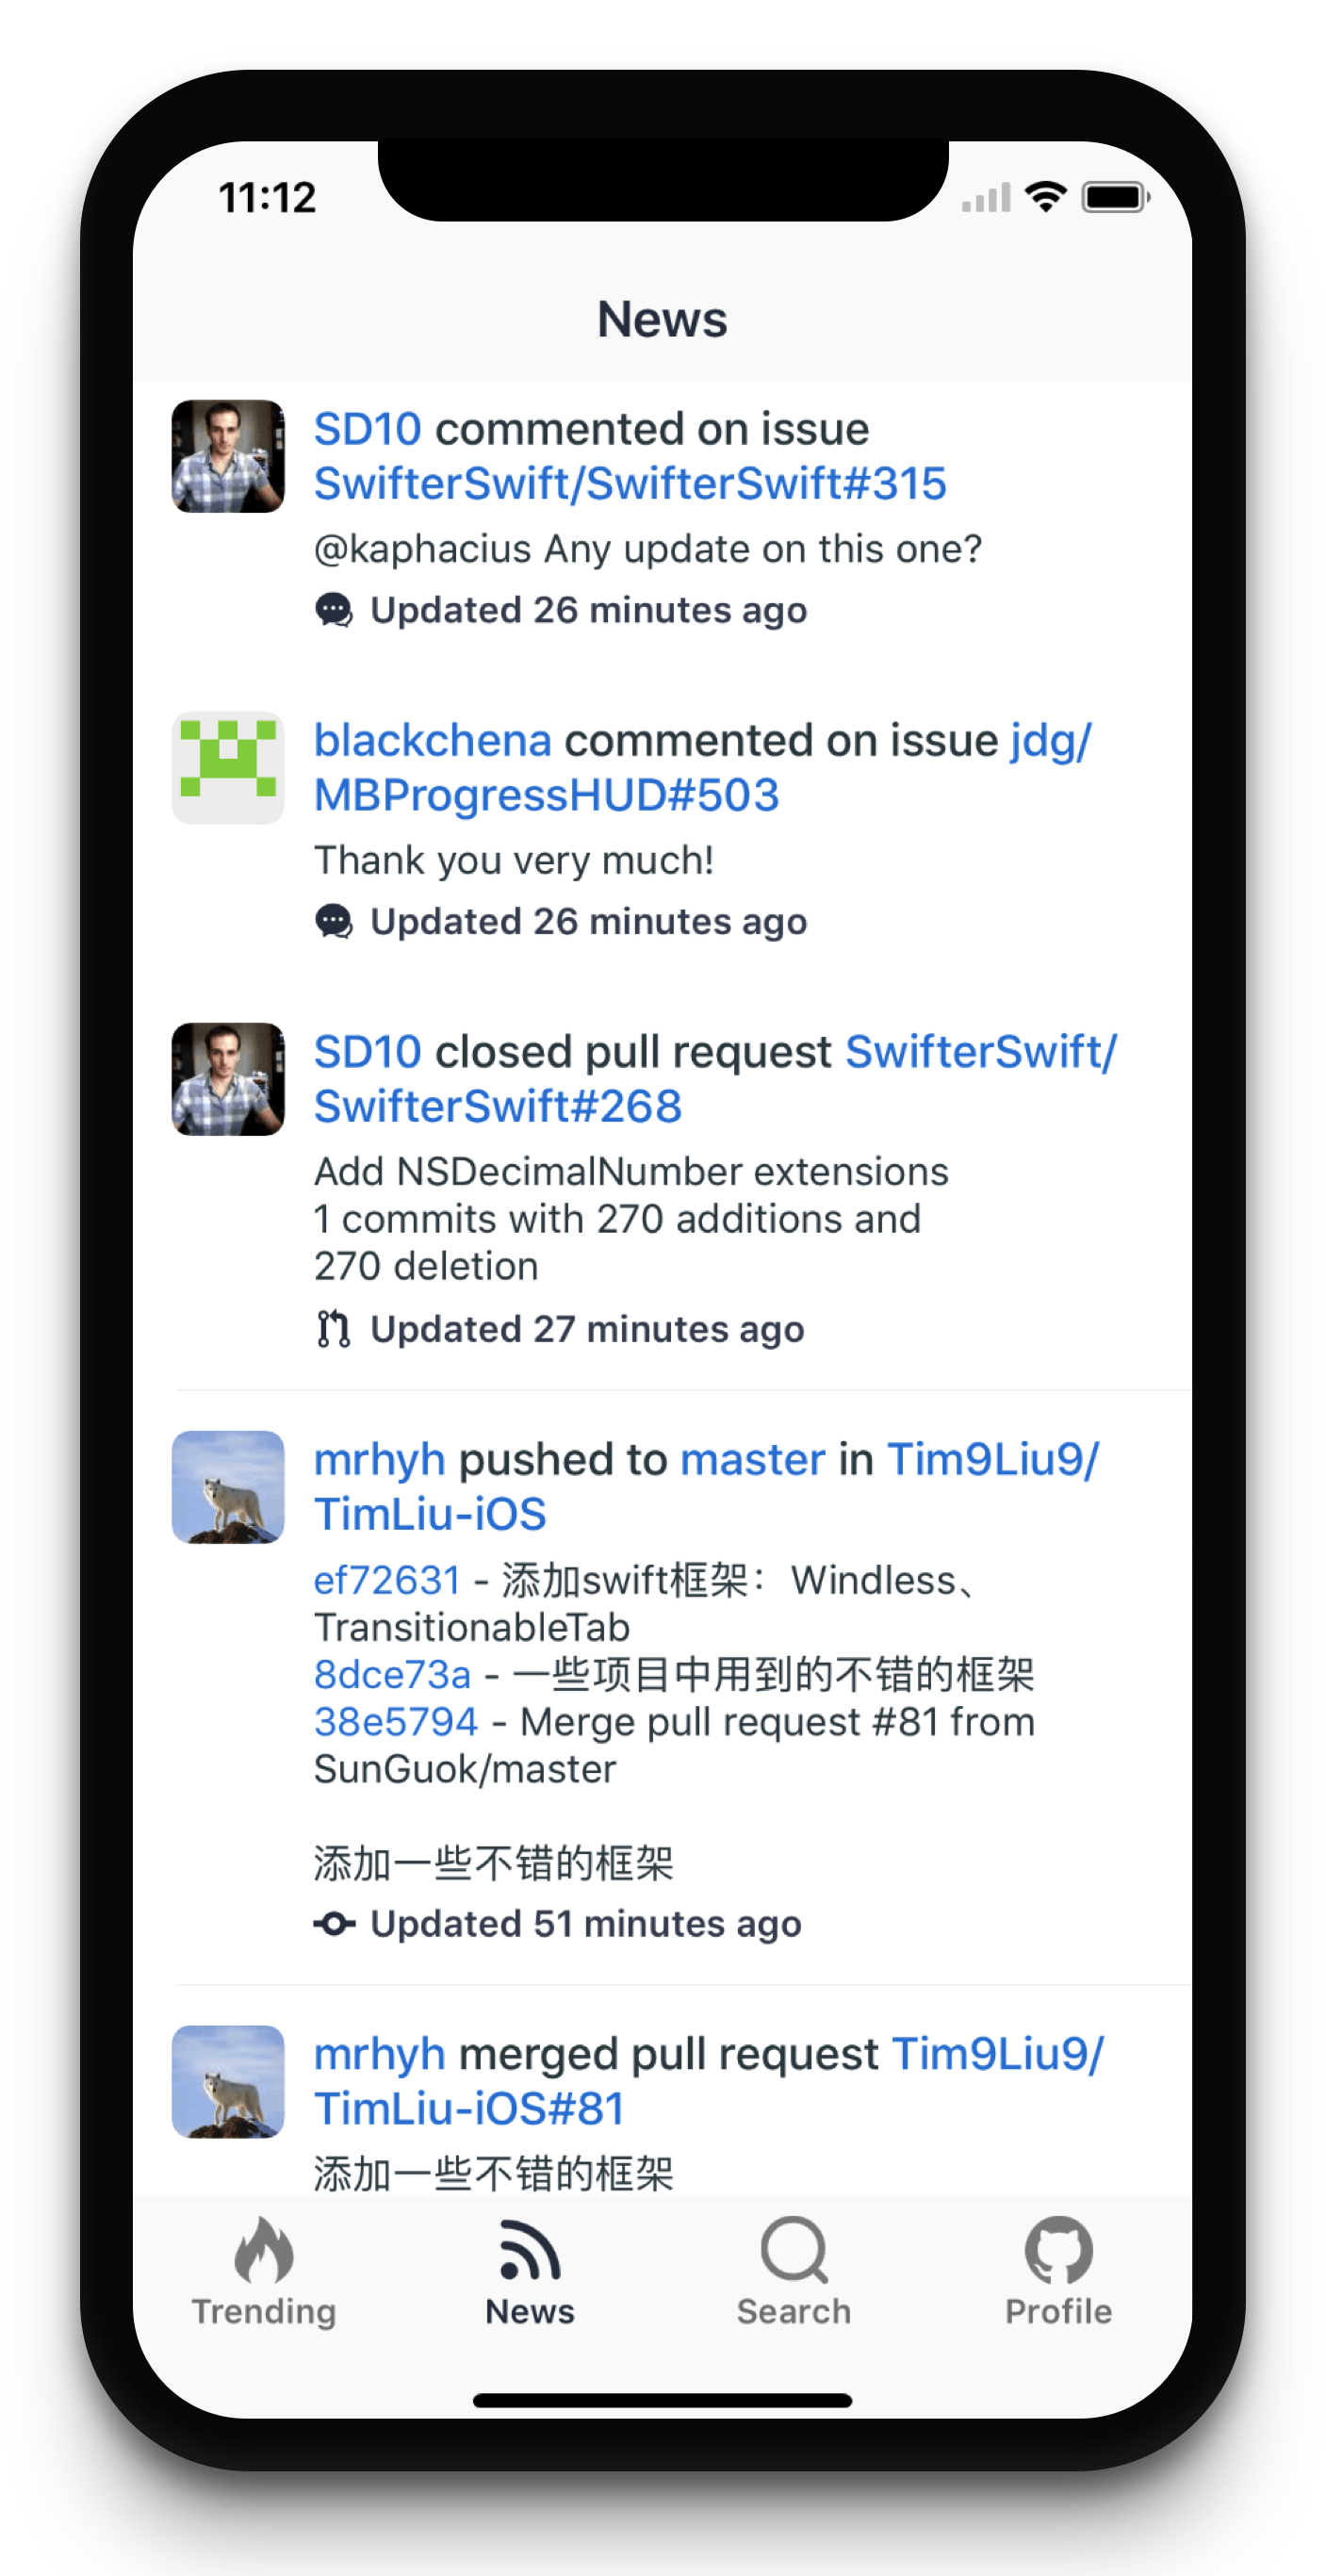 11:12
News
SD10 commented on issue
SwifterSwift/SwifterSwift#315
@kaphacius Any update on this one?
Updated 26 minutes ago
blackchena commented on issue jdg/
MBProgressHUD#503
Thank you very much!
Updated 26 minutes ago
SD10 closed pull request SwifterSwift/
SwifterSwift#268
Add NSDecimalNumber extensions
1 commits with 270 additions and
270 deletion
Updated 27 minutes ago
mrhyh pushed to master in Tim9Liu9/
TimLiu-iOS
ef72631 - 添加swift框架：Windless、
TransitionableTab
8dce73a - 一些项目中用到的不错的框架
38e5794 - Merge pull request #81 from
SunGuok/master
添加一些不错的框架
Updated 51 minutes ago
mrhyh merged pull request Tim9Liu9/
TimLiu-iOS#81
添加一些不错的框架
Trending
News
Search
Profile